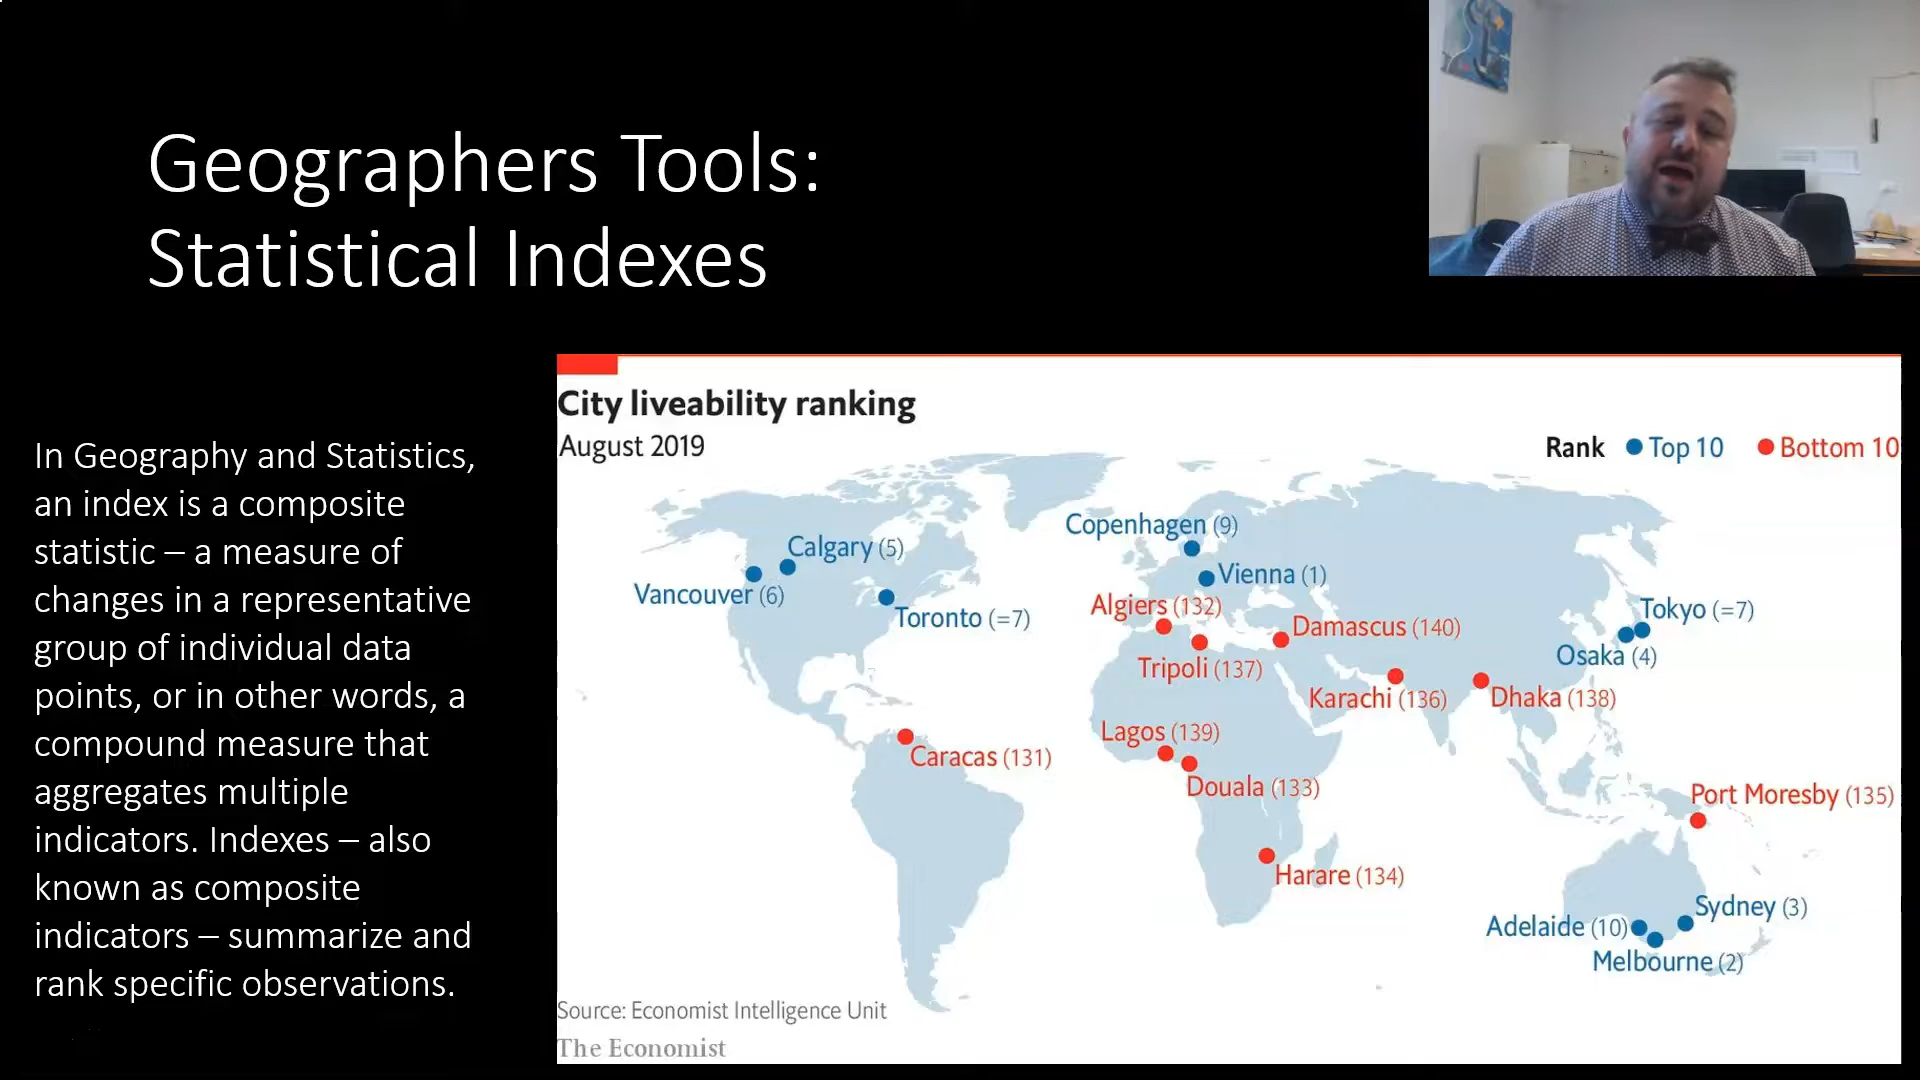 Geographers Tools:
Statistical Indexes
In Geography and Statistics,
an index is a composite
statistic – a measure of
changes in a representative
group of individual data
points, or in other words, a
compound measure that
aggregates multiple
indicators. Indexes – also
known as composite
indicators – summarize and
rank specific observations.
City liveability ranking
August 2019
Rank Top 10 Bottom 10
Copenhagen (9)
Calgary (5)
Vienna (1)
Vancouver (6)
Algiers (132)
Tokyo (=7)
Toronto (=7)
Damascus (140)
Osaka (4)
Tripoli (137)
Karachi (136)
Dhaka (138)
Lagos (139)
Caracas (131)
Douala (133)
Port Moresby (135)
Harare (134)
Sydney (3)
Adelaide (10)
Melbourne (2)
Source: Economist Intelligence Unit
The Economist